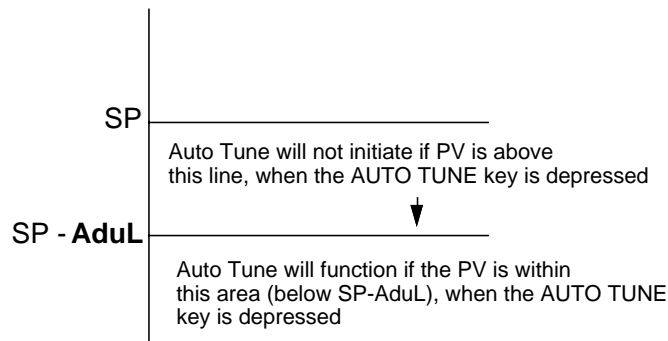 SP
Auto Tune will not initiate if PV is above
this line, when the AUTO TUNE key is depressed
SP - AduL
Auto Tune will function if the PV is within
this area (below SP-AduL), when the AUTO TUNE
key is depressed